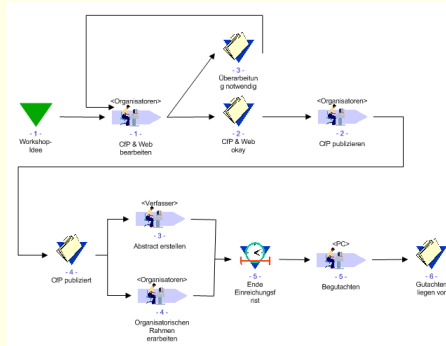 - 3 -
Überarbeitun
g notwendig
- 1 -
Workshop-
Idee
<Organisatoren>
- 1 -
CfP & Web
bearbeiten
- 2 -
CfP & Web
okay
<Organisatoren>
- 2 -
CfP publizieren
- 4 -
CfP publiziert
<Verfasser>
- 3 -
Abstract erstellen
<Organisatoren>
- 4 -
Organisatorischen
Rahmen
erarbeiten
- 5 -
Ende
Einreichungsf
rist
<PC>
- 5 -
Begutachten
- 6 -
Gutachten
liegen vor